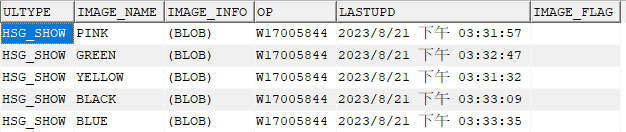 ULTYPE IMAGE_NAME IMAGE_INFO OP LASTUPD IMAGE_FLAG
HSG_SHOW PINK (BLOB) W17005844 2023/8/21 下午 03:31:57
HSG_SHOW GREEN (BLOB) W17005844 2023/8/21 下午 03:32:47
HSG_SHOW YELLOW (BLOB) W17005844 2023/8/21 下午 03:31:32
HSG_SHOW BLACK (BLOB) W17005844 2023/8/21 下午 03:33:09
HSG_SHOW BLUE (BLOB) W17005844 2023/8/21 下午 03:33:35